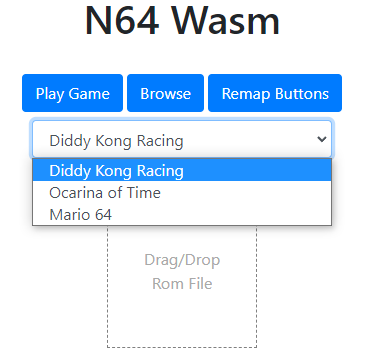 N64 Wasm
Play Game Browse Remap Buttons
Diddy Kong Racing
Diddy Kong Racing
Ocarina of Time
Mario 64
Drag/Drop
Rom File